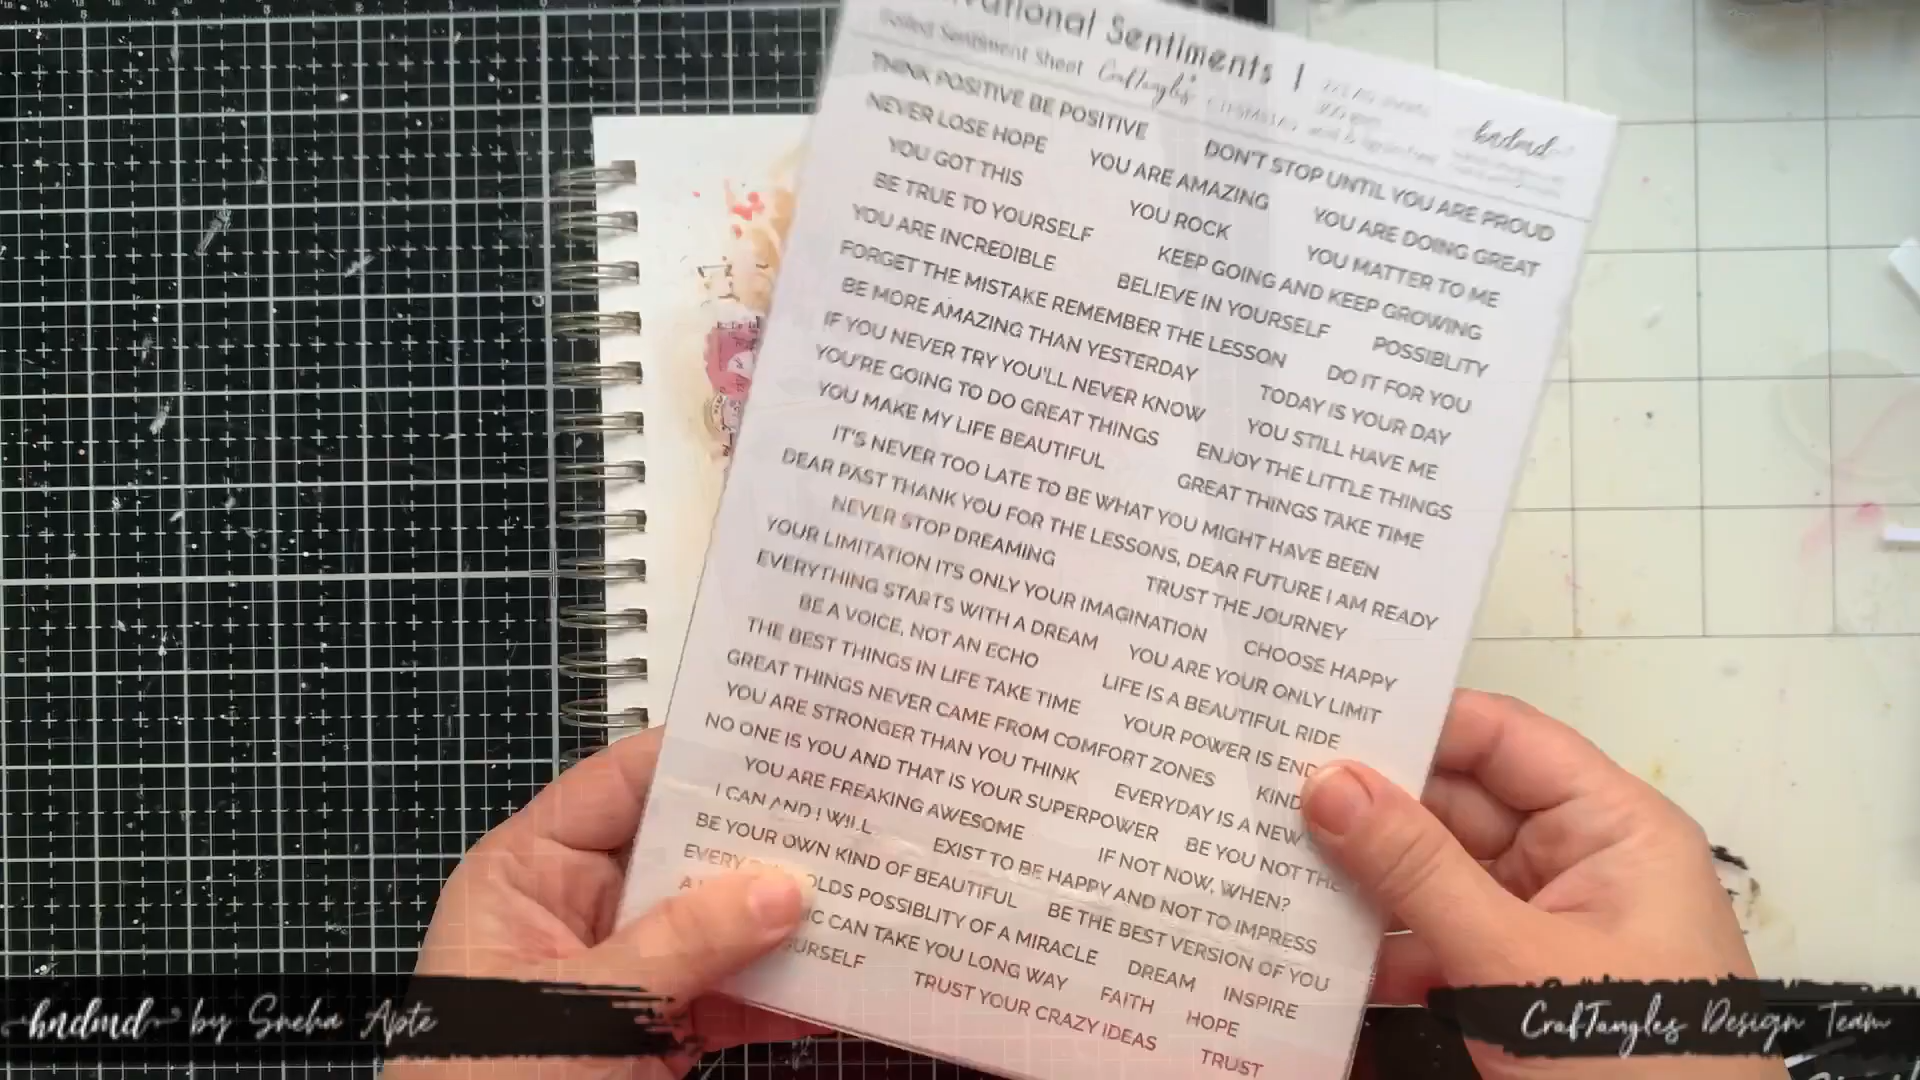 vational Sentiments 1
Foiled Sentiment Sheet CrafTangles
hndmd
THINK POSITIVE BE POSITIVE DON'T STOP UNTIL YOU ARE PROUD
NEVER LOSE HOPE YOU ARE AMAZING YOU ARE DOING GREAT
YOU GOT THIS YOU ROCK YOU MATTER TO ME
BE TRUE TO YOURSELF KEEP GOING AND KEEP GROWING
YOU ARE INCREDIBLE BELIEVE IN YOURSELF POSSIBLITY
FORGET THE MISTAKE REMEMBER THE LESSON DO IT FOR YOU
BE MORE AMAZING THAN YESTERDAY TODAY IS YOUR DAY
IF YOU NEVER TRY YOU'LL NEVER KNOW YOU STILL HAVE ME
YOU'RE GOING TO DO GREAT THINGS ENJOY THE LITTLE THINGS
YOU MAKE MY LIFE BEAUTIFUL GREAT THINGS TAKE TIME
IT'S NEVER TOO LATE TO BE WHAT YOU MIGHT HAVE BEEN
DEAR PAST THANK YOU FOR THE LESSONS, DEAR FUTURE I AM READY
NEVER STOP DREAMING TRUST THE JOURNEY
YOUR LIMITATION IT'S ONLY YOUR IMAGINATION CHOOSE HAPPY
EVERYTHING STARTS WITH A DREAM YOU ARE YOUR ONLY LIMIT
BE A VOICE, NOT AN ECHO LIFE IS A BEAUTIFUL RIDE
THE BEST THINGS IN LIFE TAKE TIME YOUR POWER IS END
GREAT THINGS NEVER CAME FROM COMFORT ZONES KIND
YOU ARE STRONGER THAN YOU THINK EVERYDAY IS A NEW
NO ONE IS YOU AND THAT IS YOUR SUPERPOWER BE YOU NOT THE
YOU ARE FREAKING AWESOME IF NOT NOW, WHEN?
I CAN AND I WILL EXIST TO BE HAPPY AND NOT TO IMPRESS
BE YOUR OWN KIND OF BEAUTIFUL BE THE BEST VERSION OF YOU
EVERY OLDS POSSIBLITY OF A MIRACLE DREAM INSPIRE
A IC CAN TAKE YOU LONG WAY FAITH HOPE
OURSELF TRUST YOUR CRAZY IDEAS TRUST
hndmd by Sneha Apte
CrafTangles Design Team